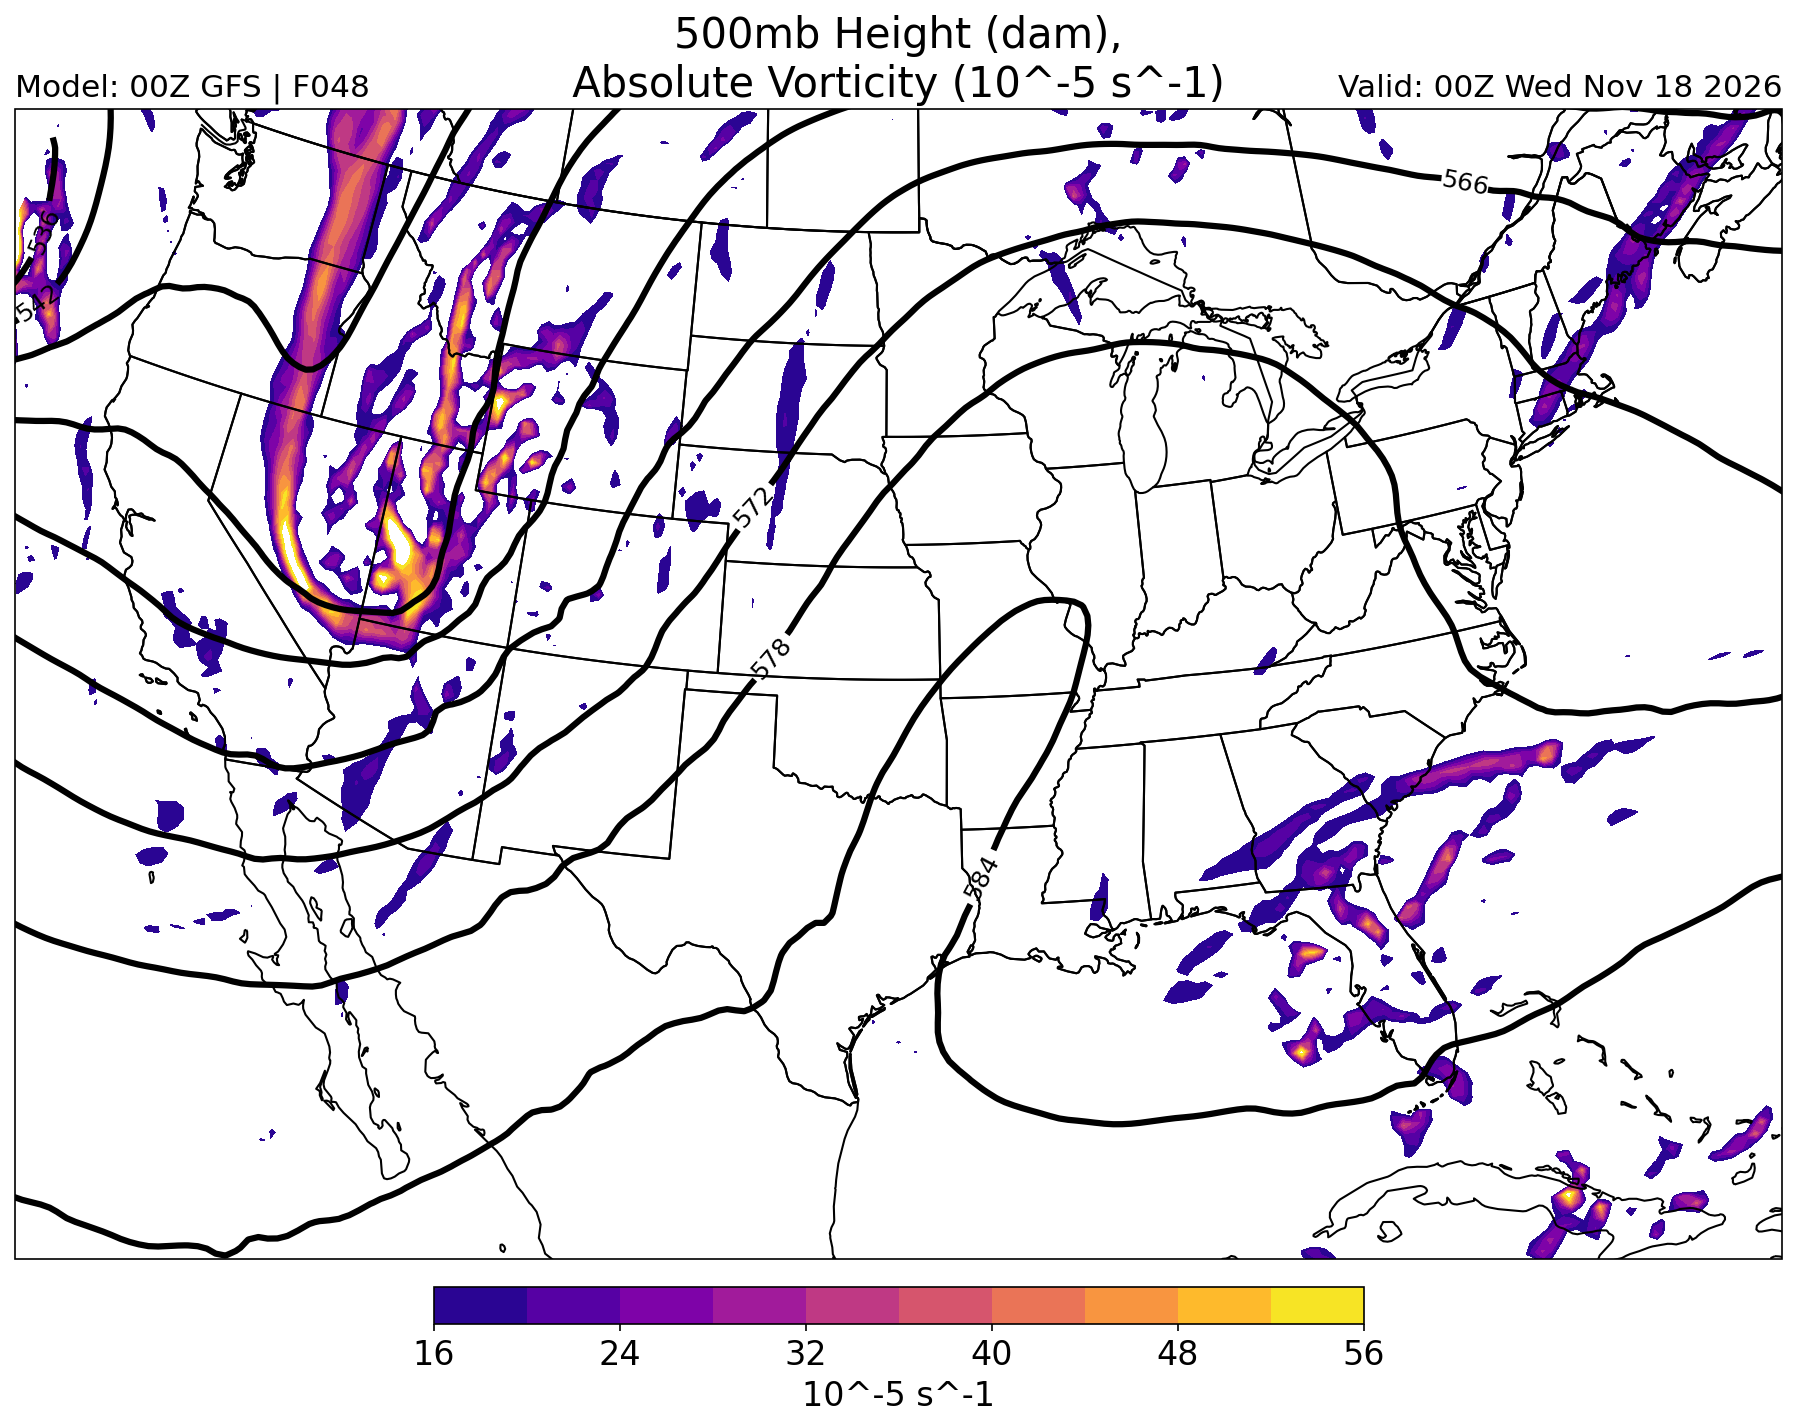 500mb Height (dam),
Absolute Vorticity (10^-5 s^-1)
Model: 00Z GFS | F048
Valid: 00Z Wed Nov 18 2026
566
536
542
572
578
584
16 24 32 40 48 56
10^-5 s^-1